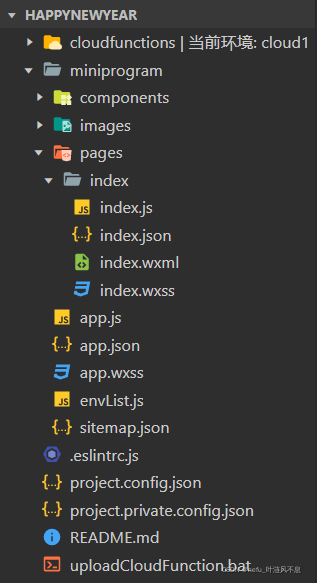 HAPPYNEWYEAR
cloudfunctions | 当前环境: cloud1
miniprogram
components
images
pages
index
index.js
index.json
index.wxml
index.wxss
app.js
app.json
app.wxss
envList.js
sitemap.json
.eslintrc.js
project.config.json
project.private.config.json
README.md
uploadCloudFunction.bat